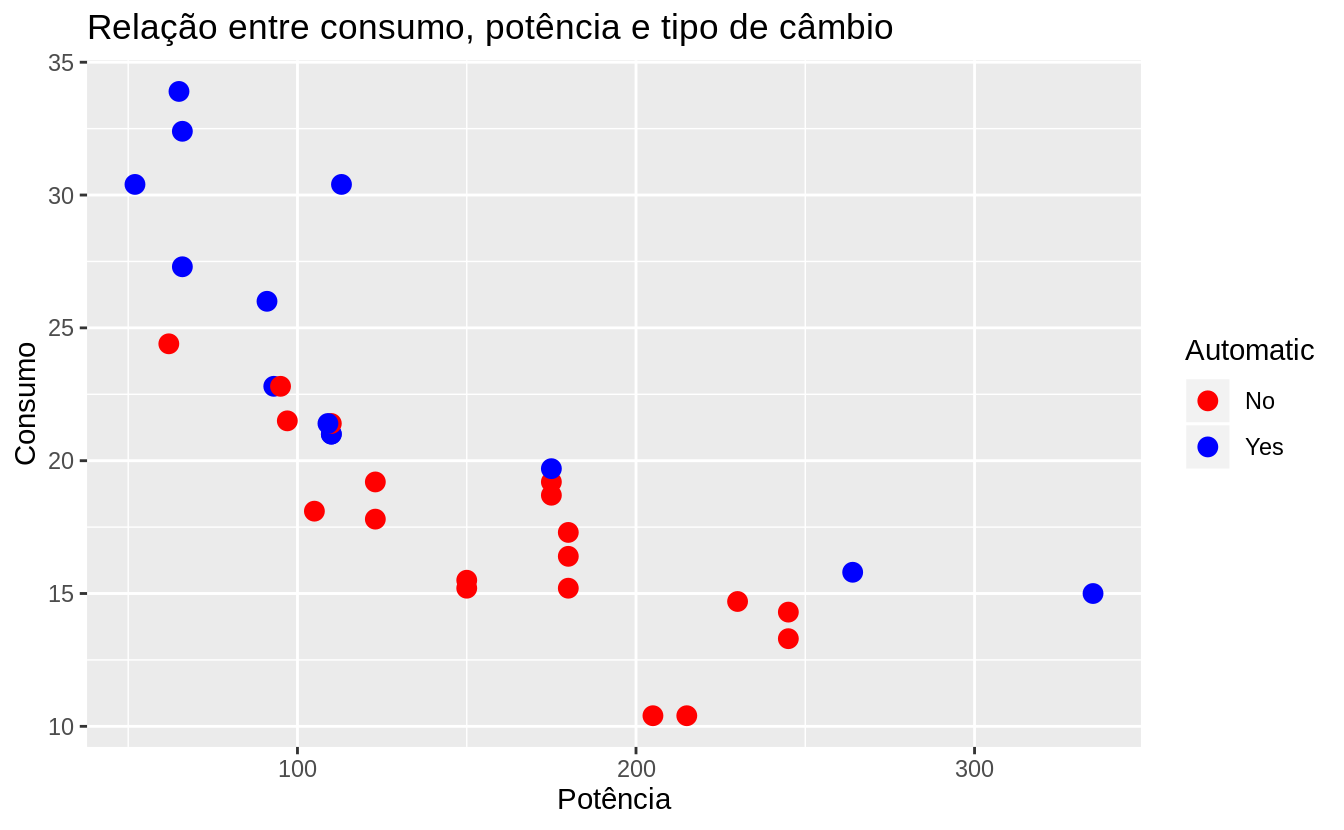 Relação entre consumo, potência e tipo de câmbio
35
30
25
20
15
10
Consumo
100
200
300
Potência
Automatic
No
Yes